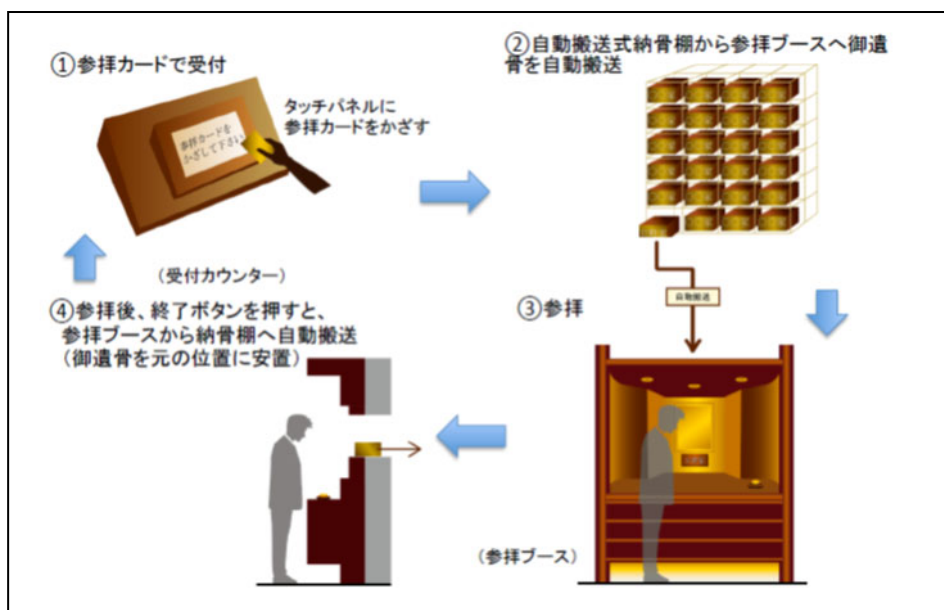 ①参拝カードで受付
タッチパネルに
参拝カードをかざす
参拝カードを
かざして下さい
(受付カウンター)
②自動搬送式納骨棚から参拝ブースへ御遺
骨を自動搬送
自動搬送
③参拝
(参拝ブース)
④参拝後、終了ボタンを押すと、
参拝ブースから納骨棚へ自動搬送
(御遺骨を元の位置に安置)